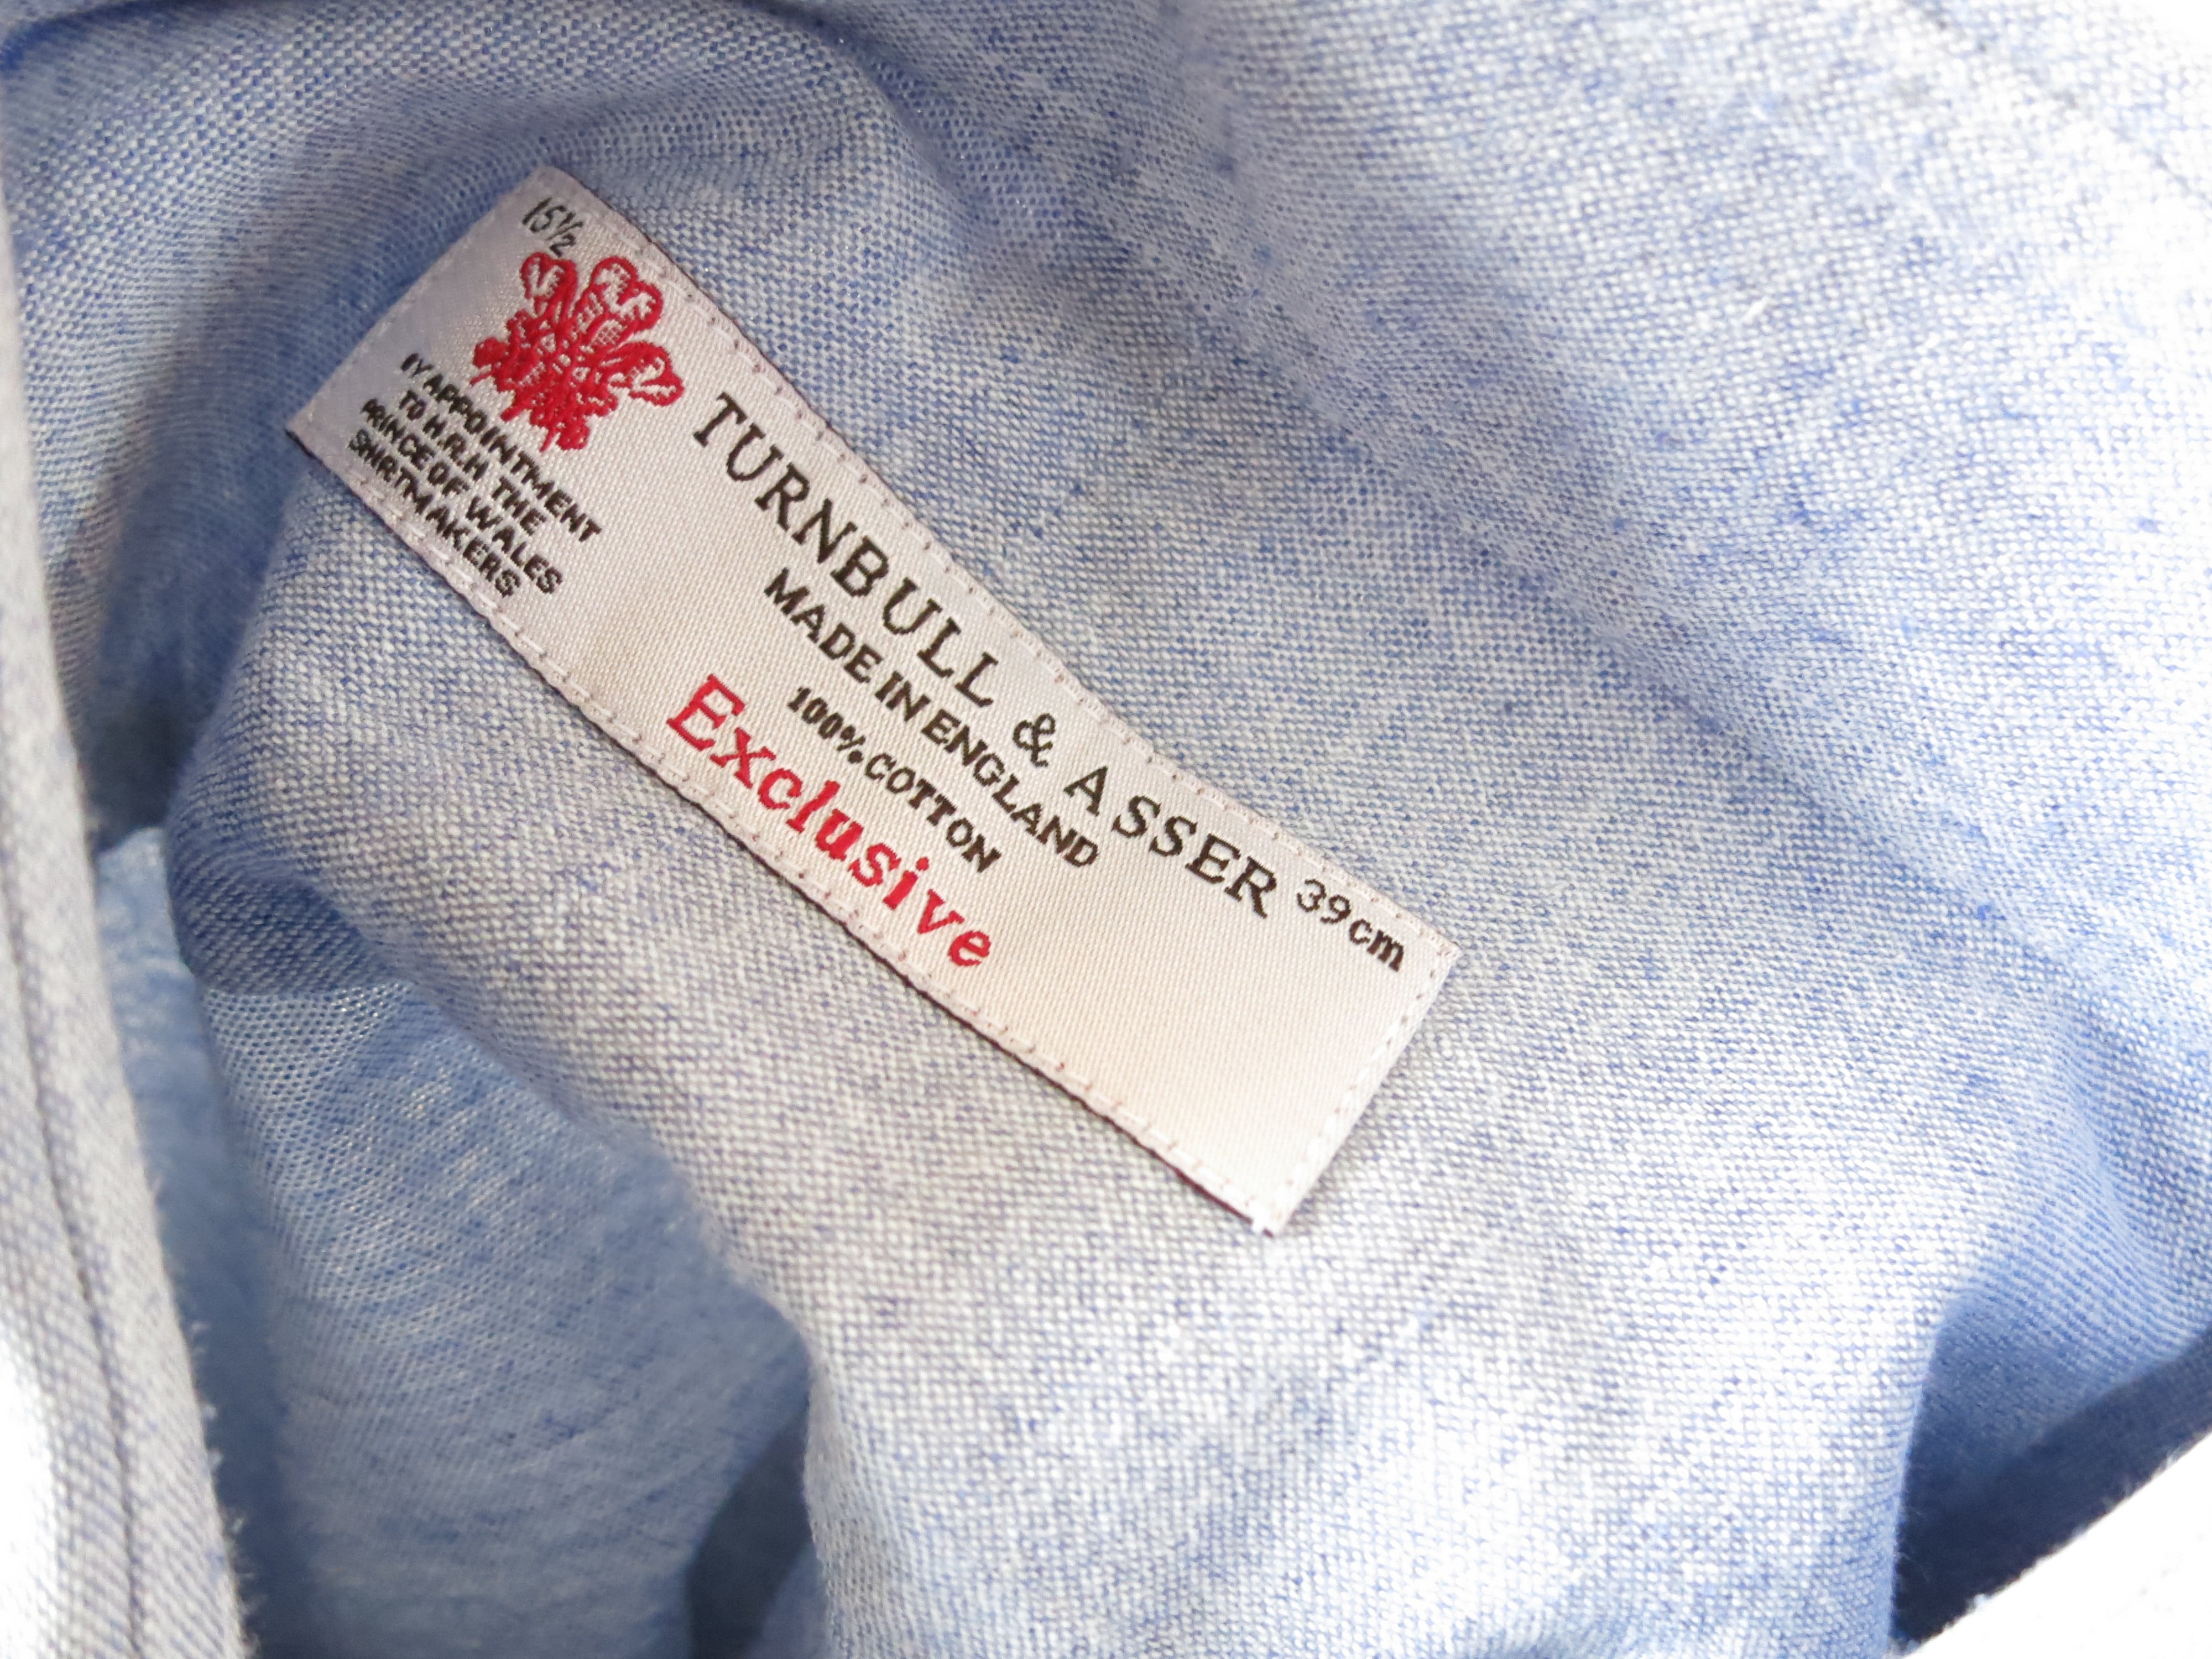 15½
BY APPOINTMENT
TO H.R.H THE
PRINCE OF WALES
SHIRTMAKERS
TURNBULL & ASSER 39cm
MADE IN ENGLAND
100% COTTON
Exclusive